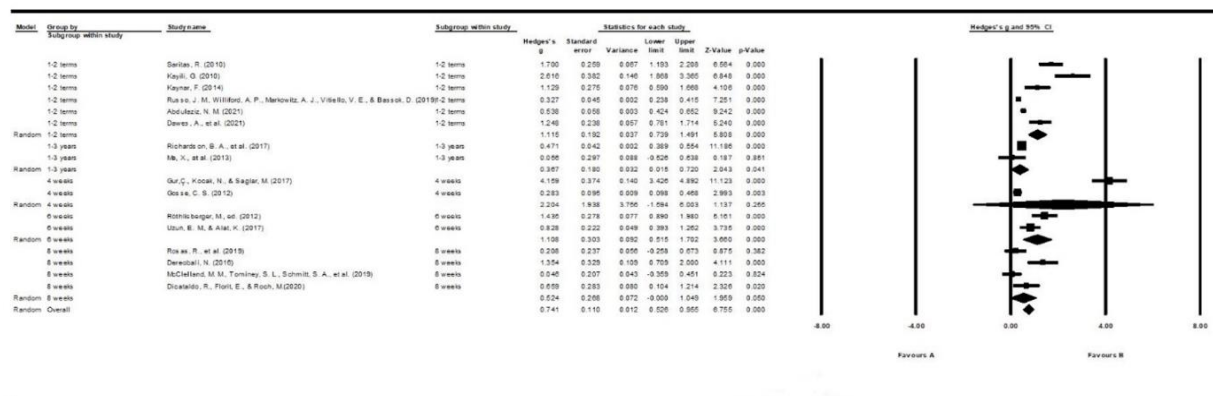 Model Group by Subgroup within study Study name Subgroup within study Statistics for each study Hedges's g and 95% CI
Hedges's g Standard error Variance Lower limit Upper limit Z-Value p-Value
1-2 terms Saritas, R. (2010) 1-2 terms 1.700 0.259 0.067 1.193 2.208 6.564 0.000
1-2 terms Kayili, G. (2010) 1-2 terms 2.616 0.382 0.146 1.868 3.365 6.848 0.000
1-2 terms Kaynar, F. (2014) 1-2 terms 1.129 0.275 0.076 0.590 1.668 4.106 0.000
1-2 terms Russo, J. M., Williford, A. P., Markowitz, A. J., Vitiello, V. E., & Bassok, D. (2019) 1-2 terms 0.327 0.045 0.002 0.238 0.415 7.251 0.000
1-2 terms Abdulaziz, N. M. (2021) 1-2 terms 0.538 0.058 0.003 0.424 0.652 9.242 0.000
1-2 terms Dawes, A., et al. (2021) 1-2 terms 1.248 0.238 0.057 0.781 1.714 5.240 0.000
Random 1-2 terms 1.115 0.192 0.037 0.739 1.491 5.808 0.000
1-3 years Richardson, B. A., et al. (2017) 1-3 years 0.471 0.042 0.002 0.389 0.554 11.186 0.000
1-3 years Ma, X., et al. (2013) 1-3 years 0.056 0.297 0.088 -0.526 0.638 0.187 0.851
Random 1-3 years 0.367 0.180 0.032 0.015 0.720 2.043 0.041
4 weeks Gur,Ç., Kocak, N., & Saglar, M. (2017) 4 weeks 4.159 0.374 0.140 3.426 4.892 11.123 0.000
4 weeks Gosse, C. S. (2012) 4 weeks 0.283 0.095 0.009 0.098 0.468 2.993 0.003
Random 4 weeks 2.204 1.938 3.756 -1.594 6.003 1.137 0.255
6 weeks Röthlisberger, M., ed. (2012) 6 weeks 1.435 0.278 0.077 0.890 1.980 5.161 0.000
6 weeks Uzun, B. M., & Alat, K. (2017) 6 weeks 0.828 0.222 0.049 0.393 1.262 3.735 0.000
Random 6 weeks 1.108 0.303 0.092 0.515 1.702 3.660 0.000
8 weeks Rosas, R., et al. (2019) 8 weeks 0.208 0.237 0.056 -0.258 0.673 0.875 0.382
8 weeks Dereobali, N. (2016) 8 weeks 1.354 0.329 0.108 0.709 2.000 4.111 0.000
8 weeks McClelland, M. M., Tominey, S. L., Schmitt, S. A., et al. (2019) 8 weeks 0.046 0.207 0.043 -0.359 0.451 0.223 0.824
8 weeks Dicataldo, R., Florit, E., & Roch, M.(2020) 8 weeks 0.659 0.283 0.080 0.104 1.214 2.326 0.020
Random 8 weeks 0.524 0.268 0.072 -0.000 1.049 1.959 0.050
Random Overall 0.741 0.110 0.012 0.526 0.955 6.755 0.000
-8.00 -4.00 0.00 4.00 8.00
Favours A Favours B